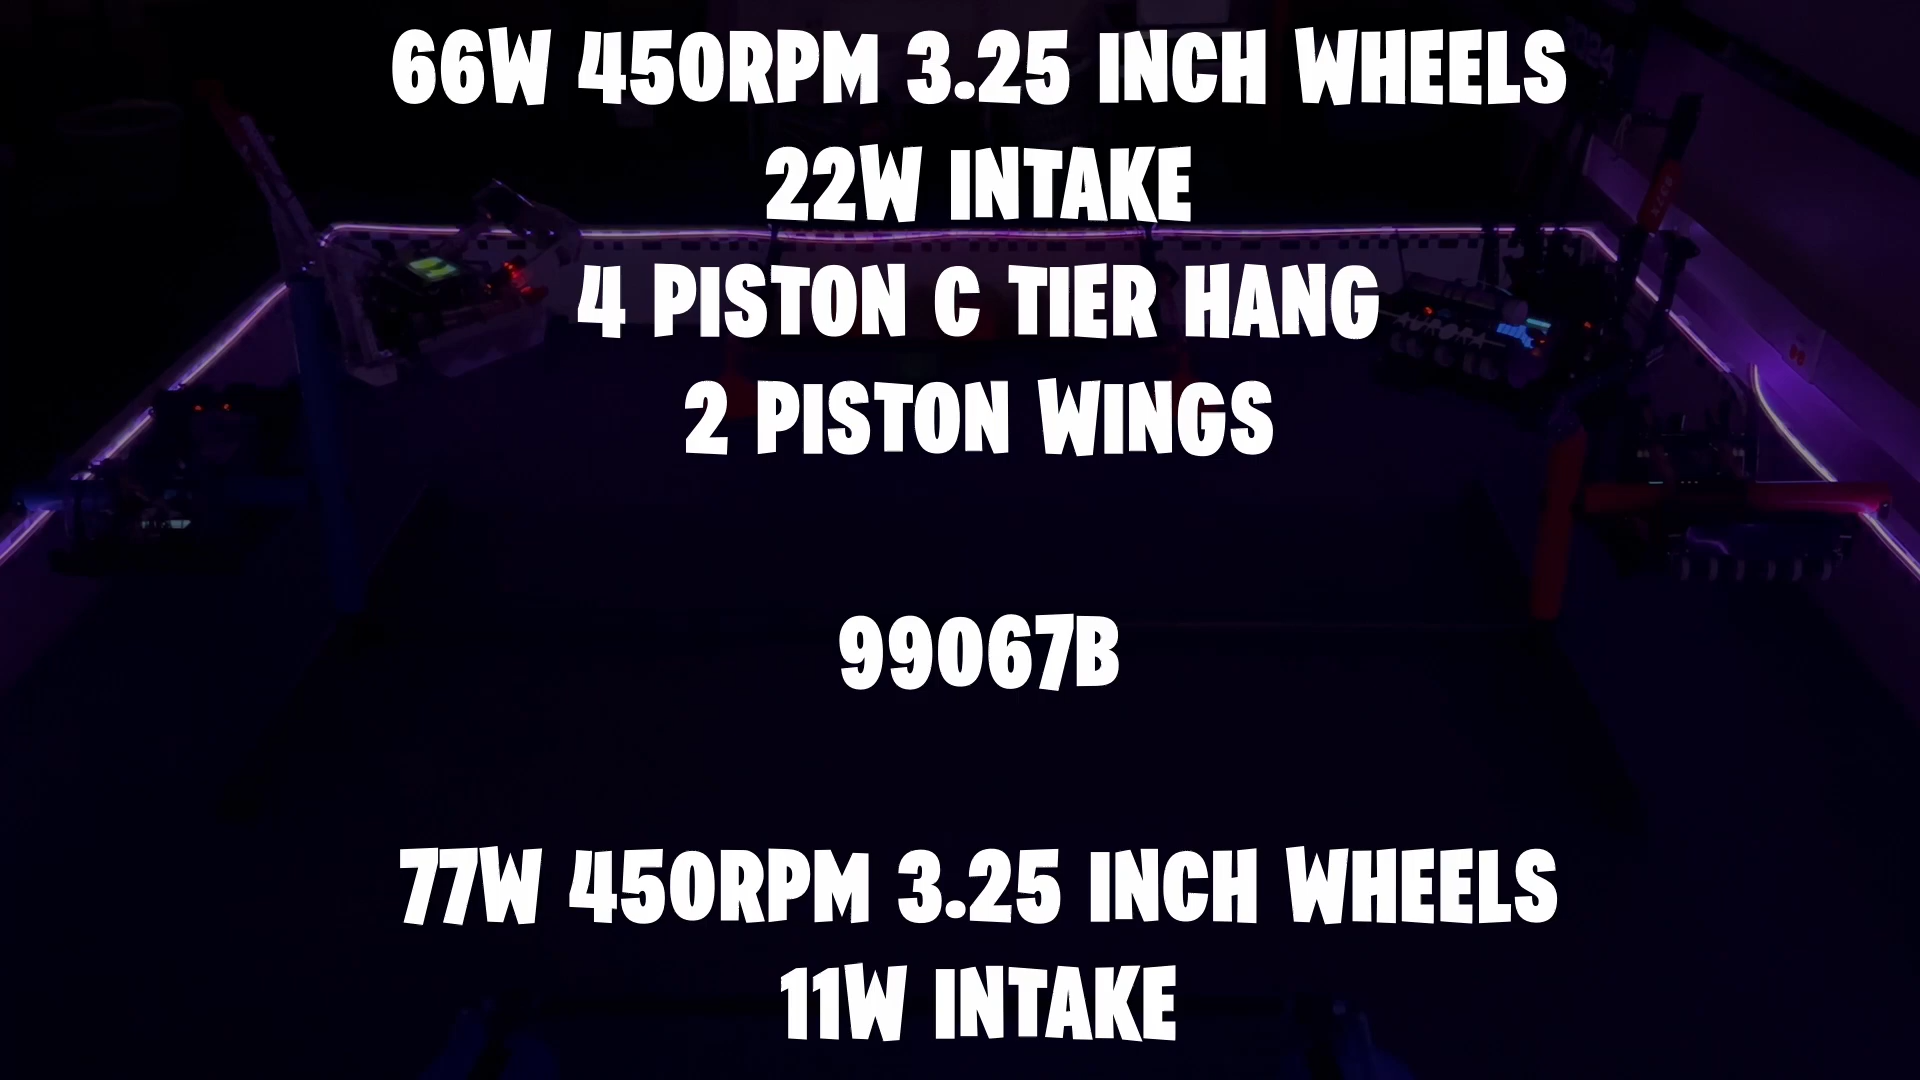 66W 450RPM 3.25 INCH WHEELS
22W INTAKE
4 PISTON C TIER HANG
AURORA
2 PISTON WINGS
99067B
77W 450RPM 3.25 INCH WHEELS
11W INTAKE